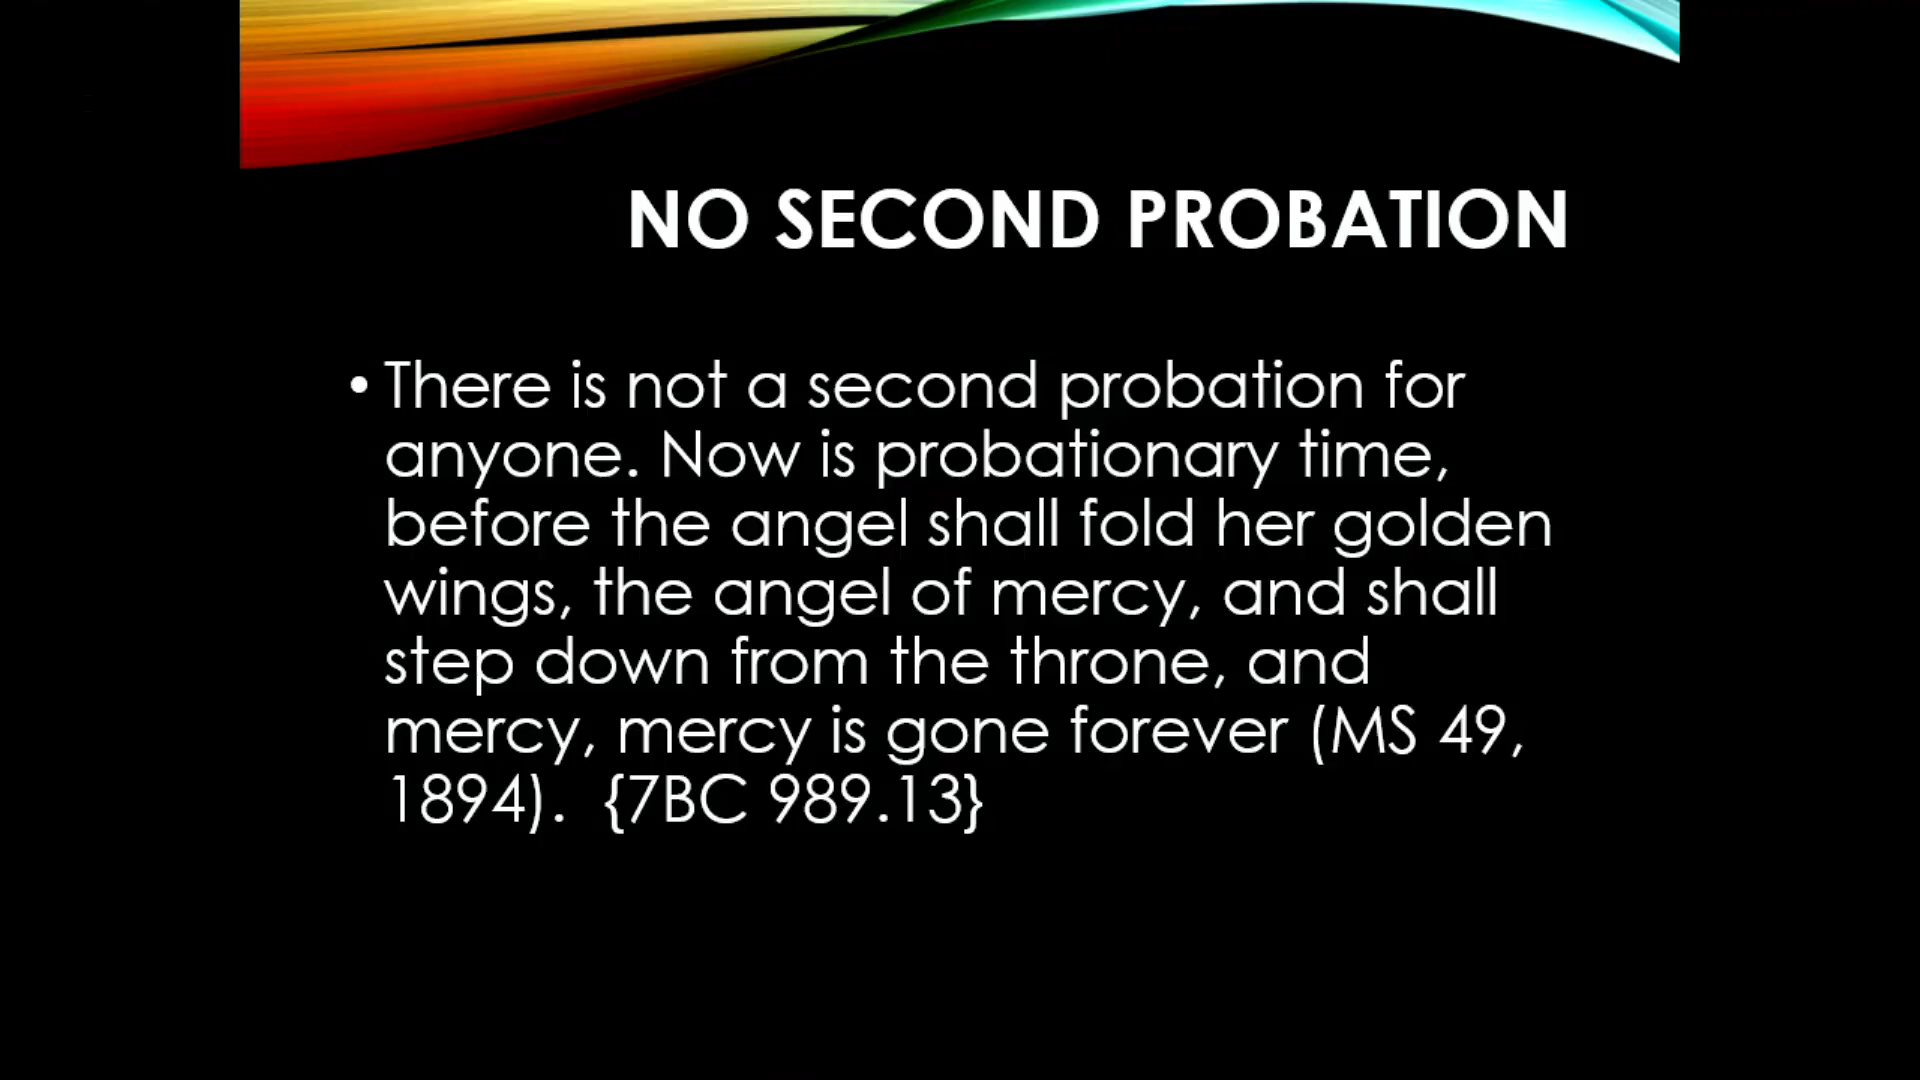 NO SECOND PROBATION
• There is not a second probation for
anyone. Now is probationary time,
before the angel shall fold her golden
wings, the angel of mercy, and shall
step down from the throne, and
mercy, mercy is gone forever (MS 49,
1894).  {7BC 989.13}